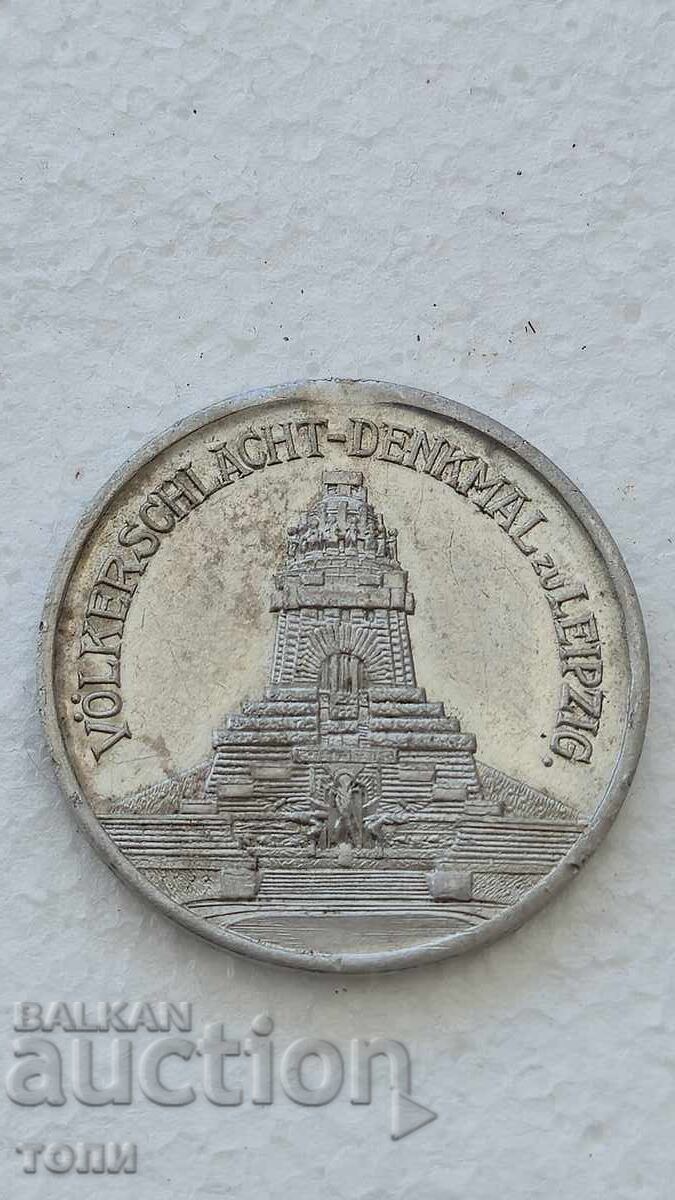 VÖLKERSCHLACHT-DENKMAL ZU LEIPZIG.
BALKAN
auction
ТОПИ